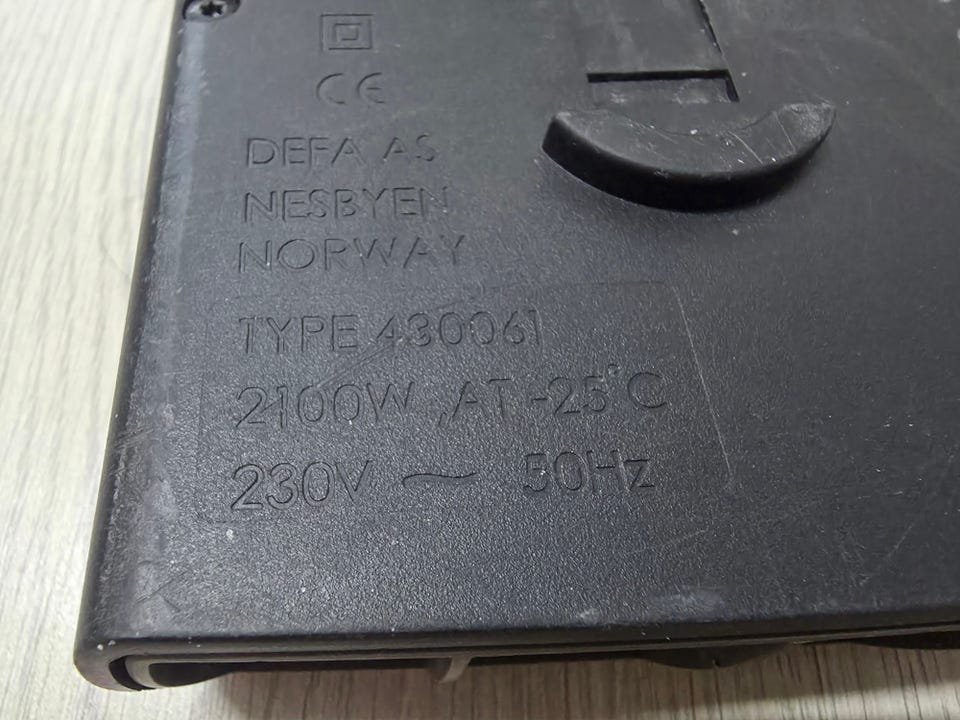 CE
DEFA AS
NESBYEN
NORWAY
TYPE 430061
2100W AT -25°C
230V ~ 50Hz